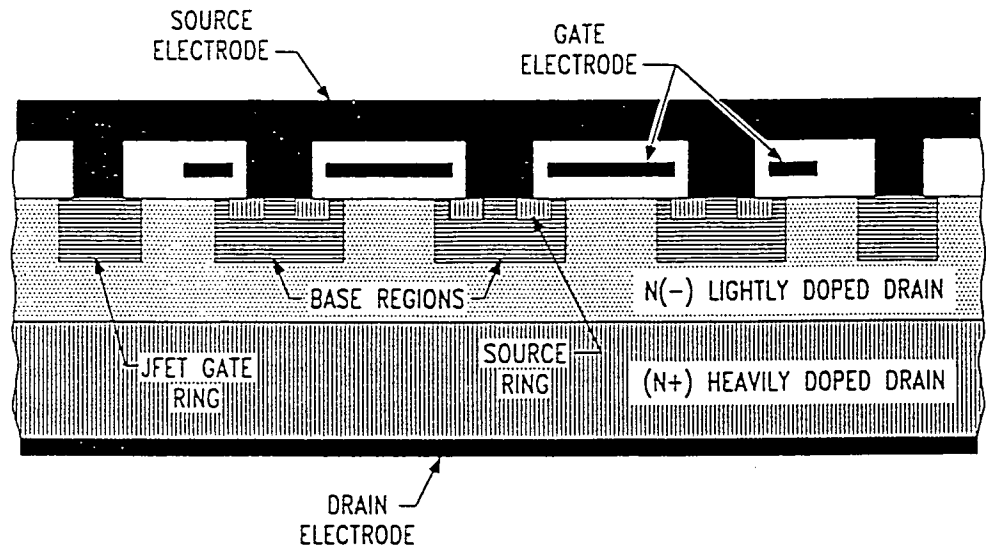 SOURCE
ELECTRODE
GATE
ELECTRODE
BASE REGIONS
N(-) LIGHTLY DOPED DRAIN
JFET GATE
RING
SOURCE
RING
(N+) HEAVILY DOPED DRAIN
DRAIN
ELECTRODE